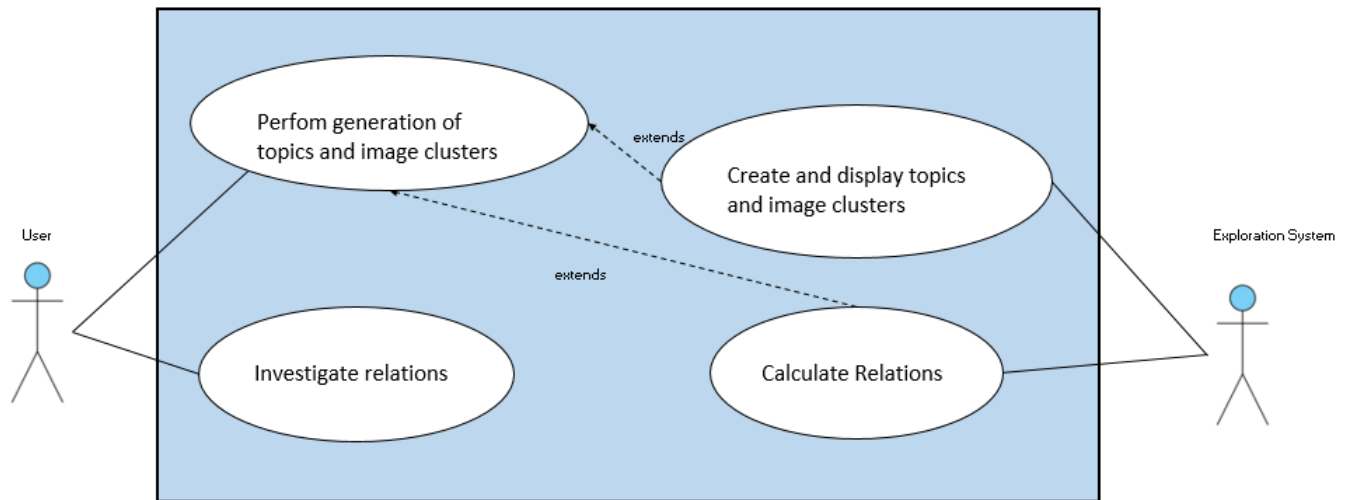 Perfom generation of
topics and image clusters
extends
Create and display topics
and image clusters
User
Exploration System
extends
Investigate relations
Calculate Relations